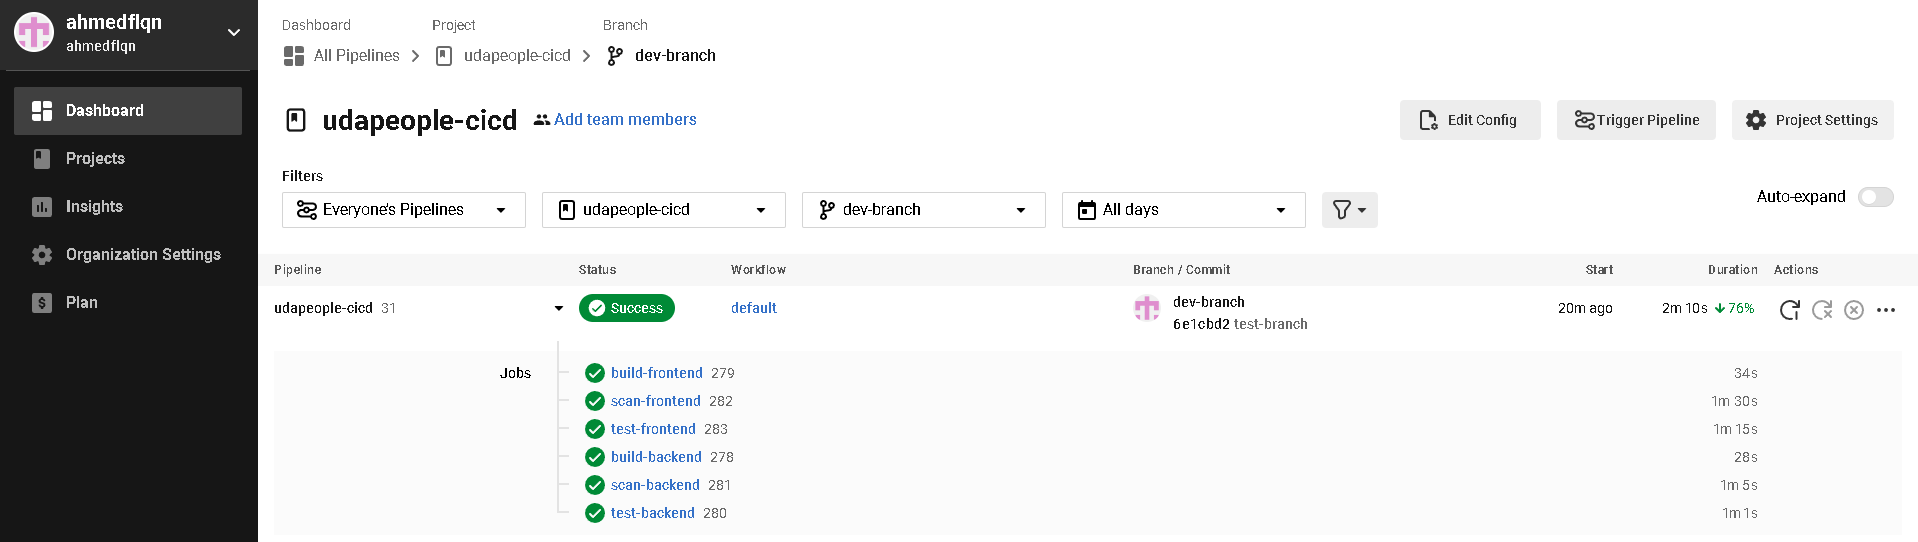 ahmedflqn
ahmedflqn
Dashboard
Projects
Insights
Organization Settings
Plan
Dashboard Project Branch
All Pipelines udapeople-cicd dev-branch
udapeople-cicd Add team members Edit Config Trigger Pipeline Project Settings
Filters
Everyone's Pipelines udapeople-cicd dev-branch All days Auto-expand
Pipeline Status Workflow Branch / Commit Start Duration Actions
udapeople-cicd 31 Success default dev-branch 20m ago 2m 10s 76%
6e1cbd2 test-branch
Jobs build-frontend 279 34s
scan-frontend 282 1m 30s
test-frontend 283 1m 15s
build-backend 278 28s
scan-backend 281 1m 5s
test-backend 280 1m 1s